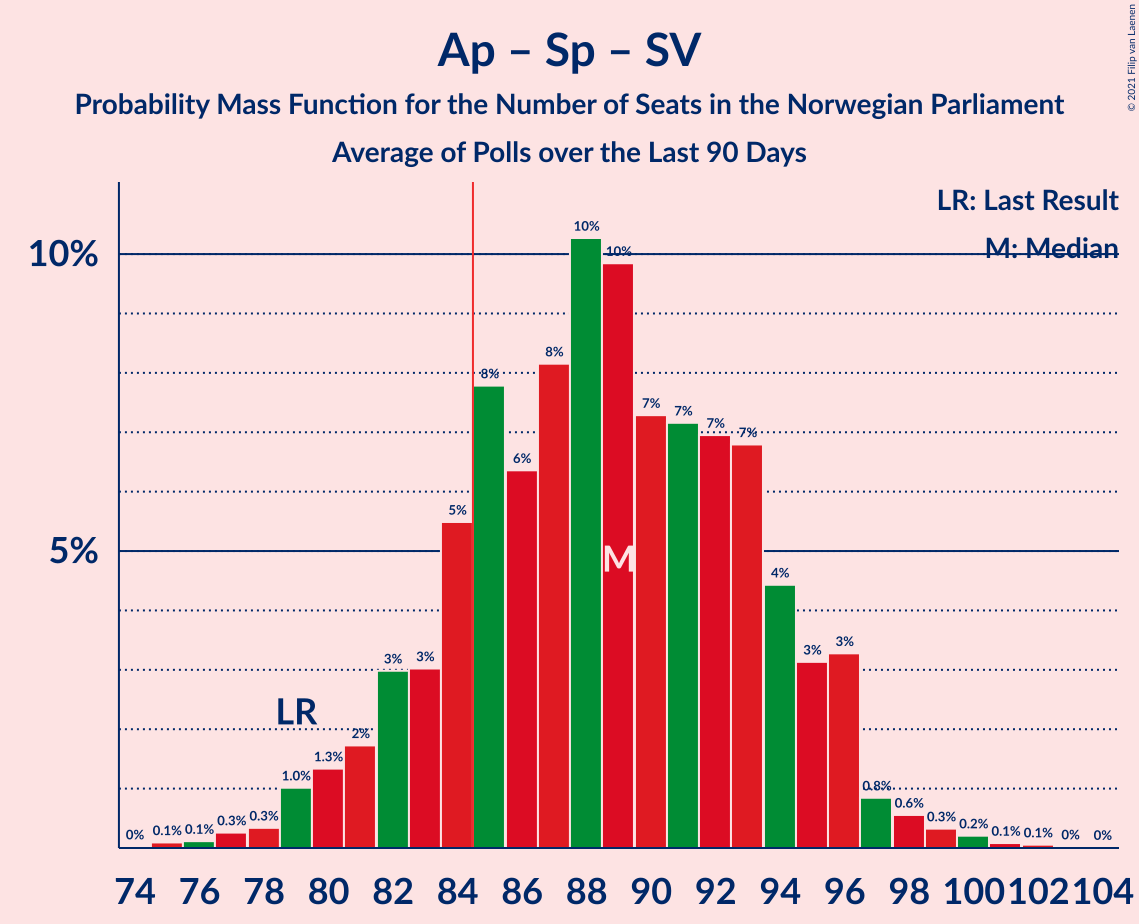 Ap – Sp – SV
Probability Mass Function for the Number of Seats in the Norwegian Parliament
Average of Polls over the Last 90 Days
© 2021 Filip van Laenen
LR: Last Result
M: Median
10%
5%
LR
M
0% 0.1% 0.1% 0.3% 0.3% 1.0% 1.3% 2% 3% 3% 5% 8% 6% 8% 10% 10% 7% 7% 7% 7% 4% 3% 3% 0.8% 0.6% 0.3% 0.2% 0.1% 0.1% 0% 0%
74 76 78 80 82 84 86 88 90 92 94 96 98 100 102 104